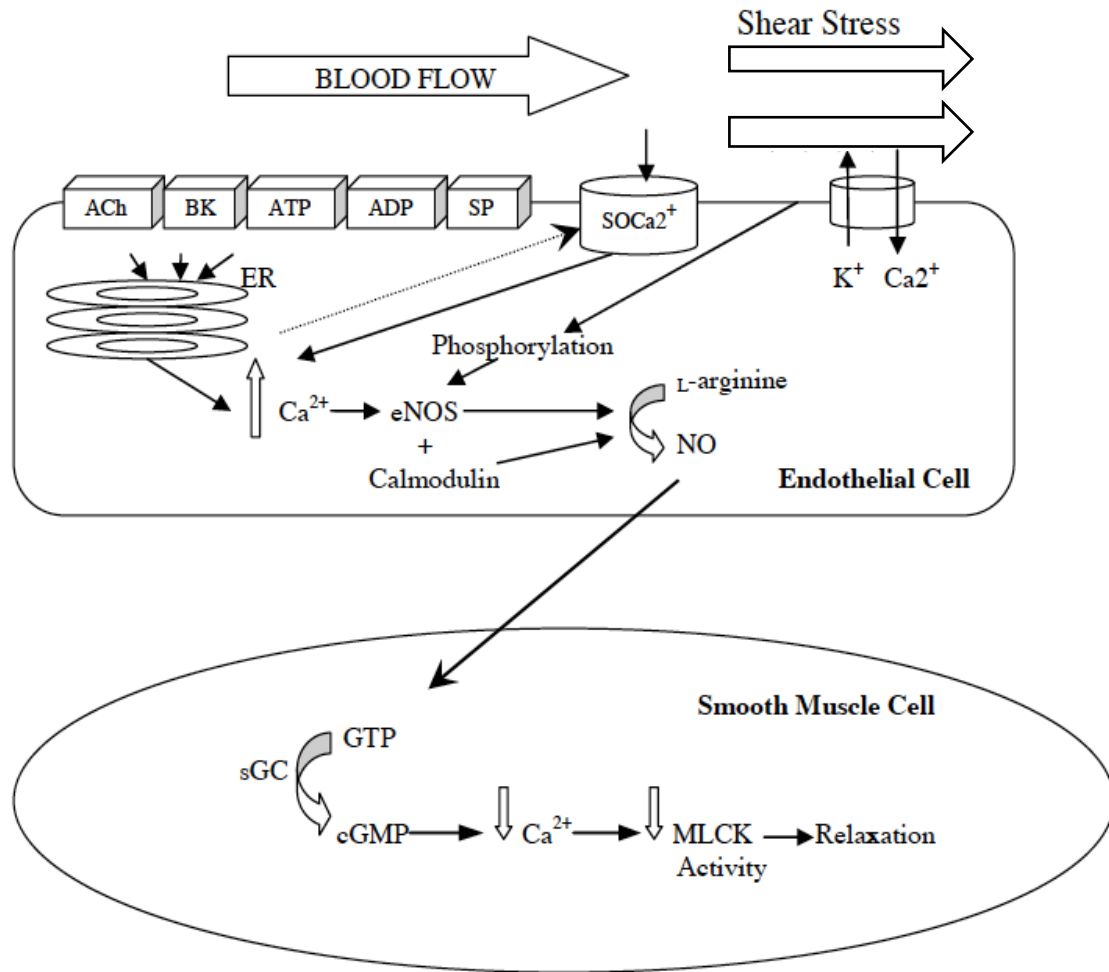 Shear Stress
BLOOD FLOW
ACh
BK
ATP
ADP
SP
SOCa2⁺
ER
K⁺
Ca2⁺
Phosphorylation
L-arginine
Ca²⁺
eNOS
+
NO
Calmodulin
Endothelial Cell
Smooth Muscle Cell
GTP
sGC
cGMP
Ca²⁺
MLCK
Relaxation
Activity